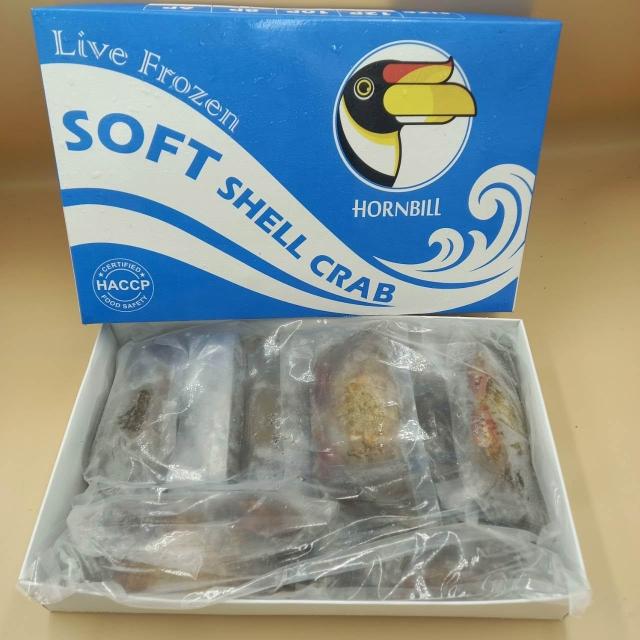 Live Frozen
SOFT SHELL CRAB
HORNBILL
CERTIFIED
HACCP
FOOD SAFETY